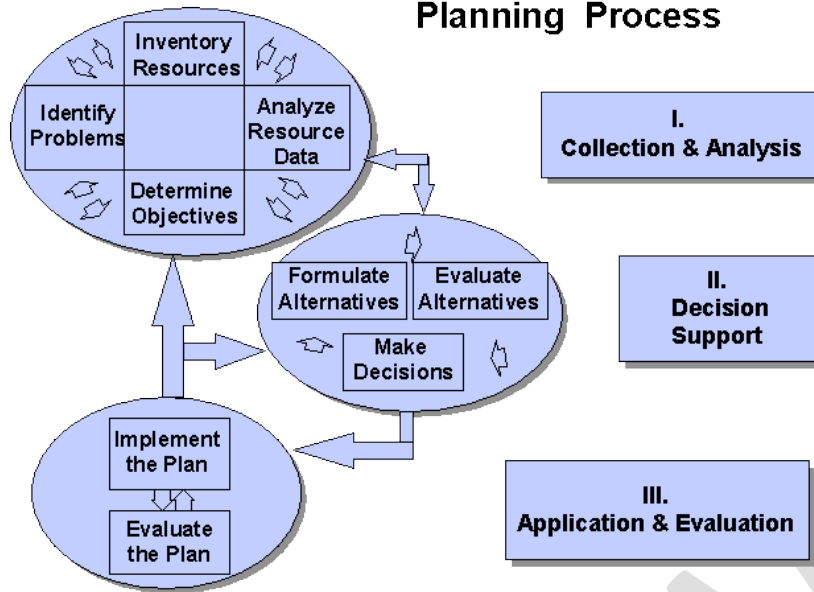 Planning Process
Inventory
Resources
Identify
Problems
Analyze
Resource
Data
Determine
Objectives
I.
Collection & Analysis
Formulate
Alternatives
Evaluate
Alternatives
Make
Decisions
II.
Decision
Support
Implement
the Plan
Evaluate
the Plan
III.
Application & Evaluation